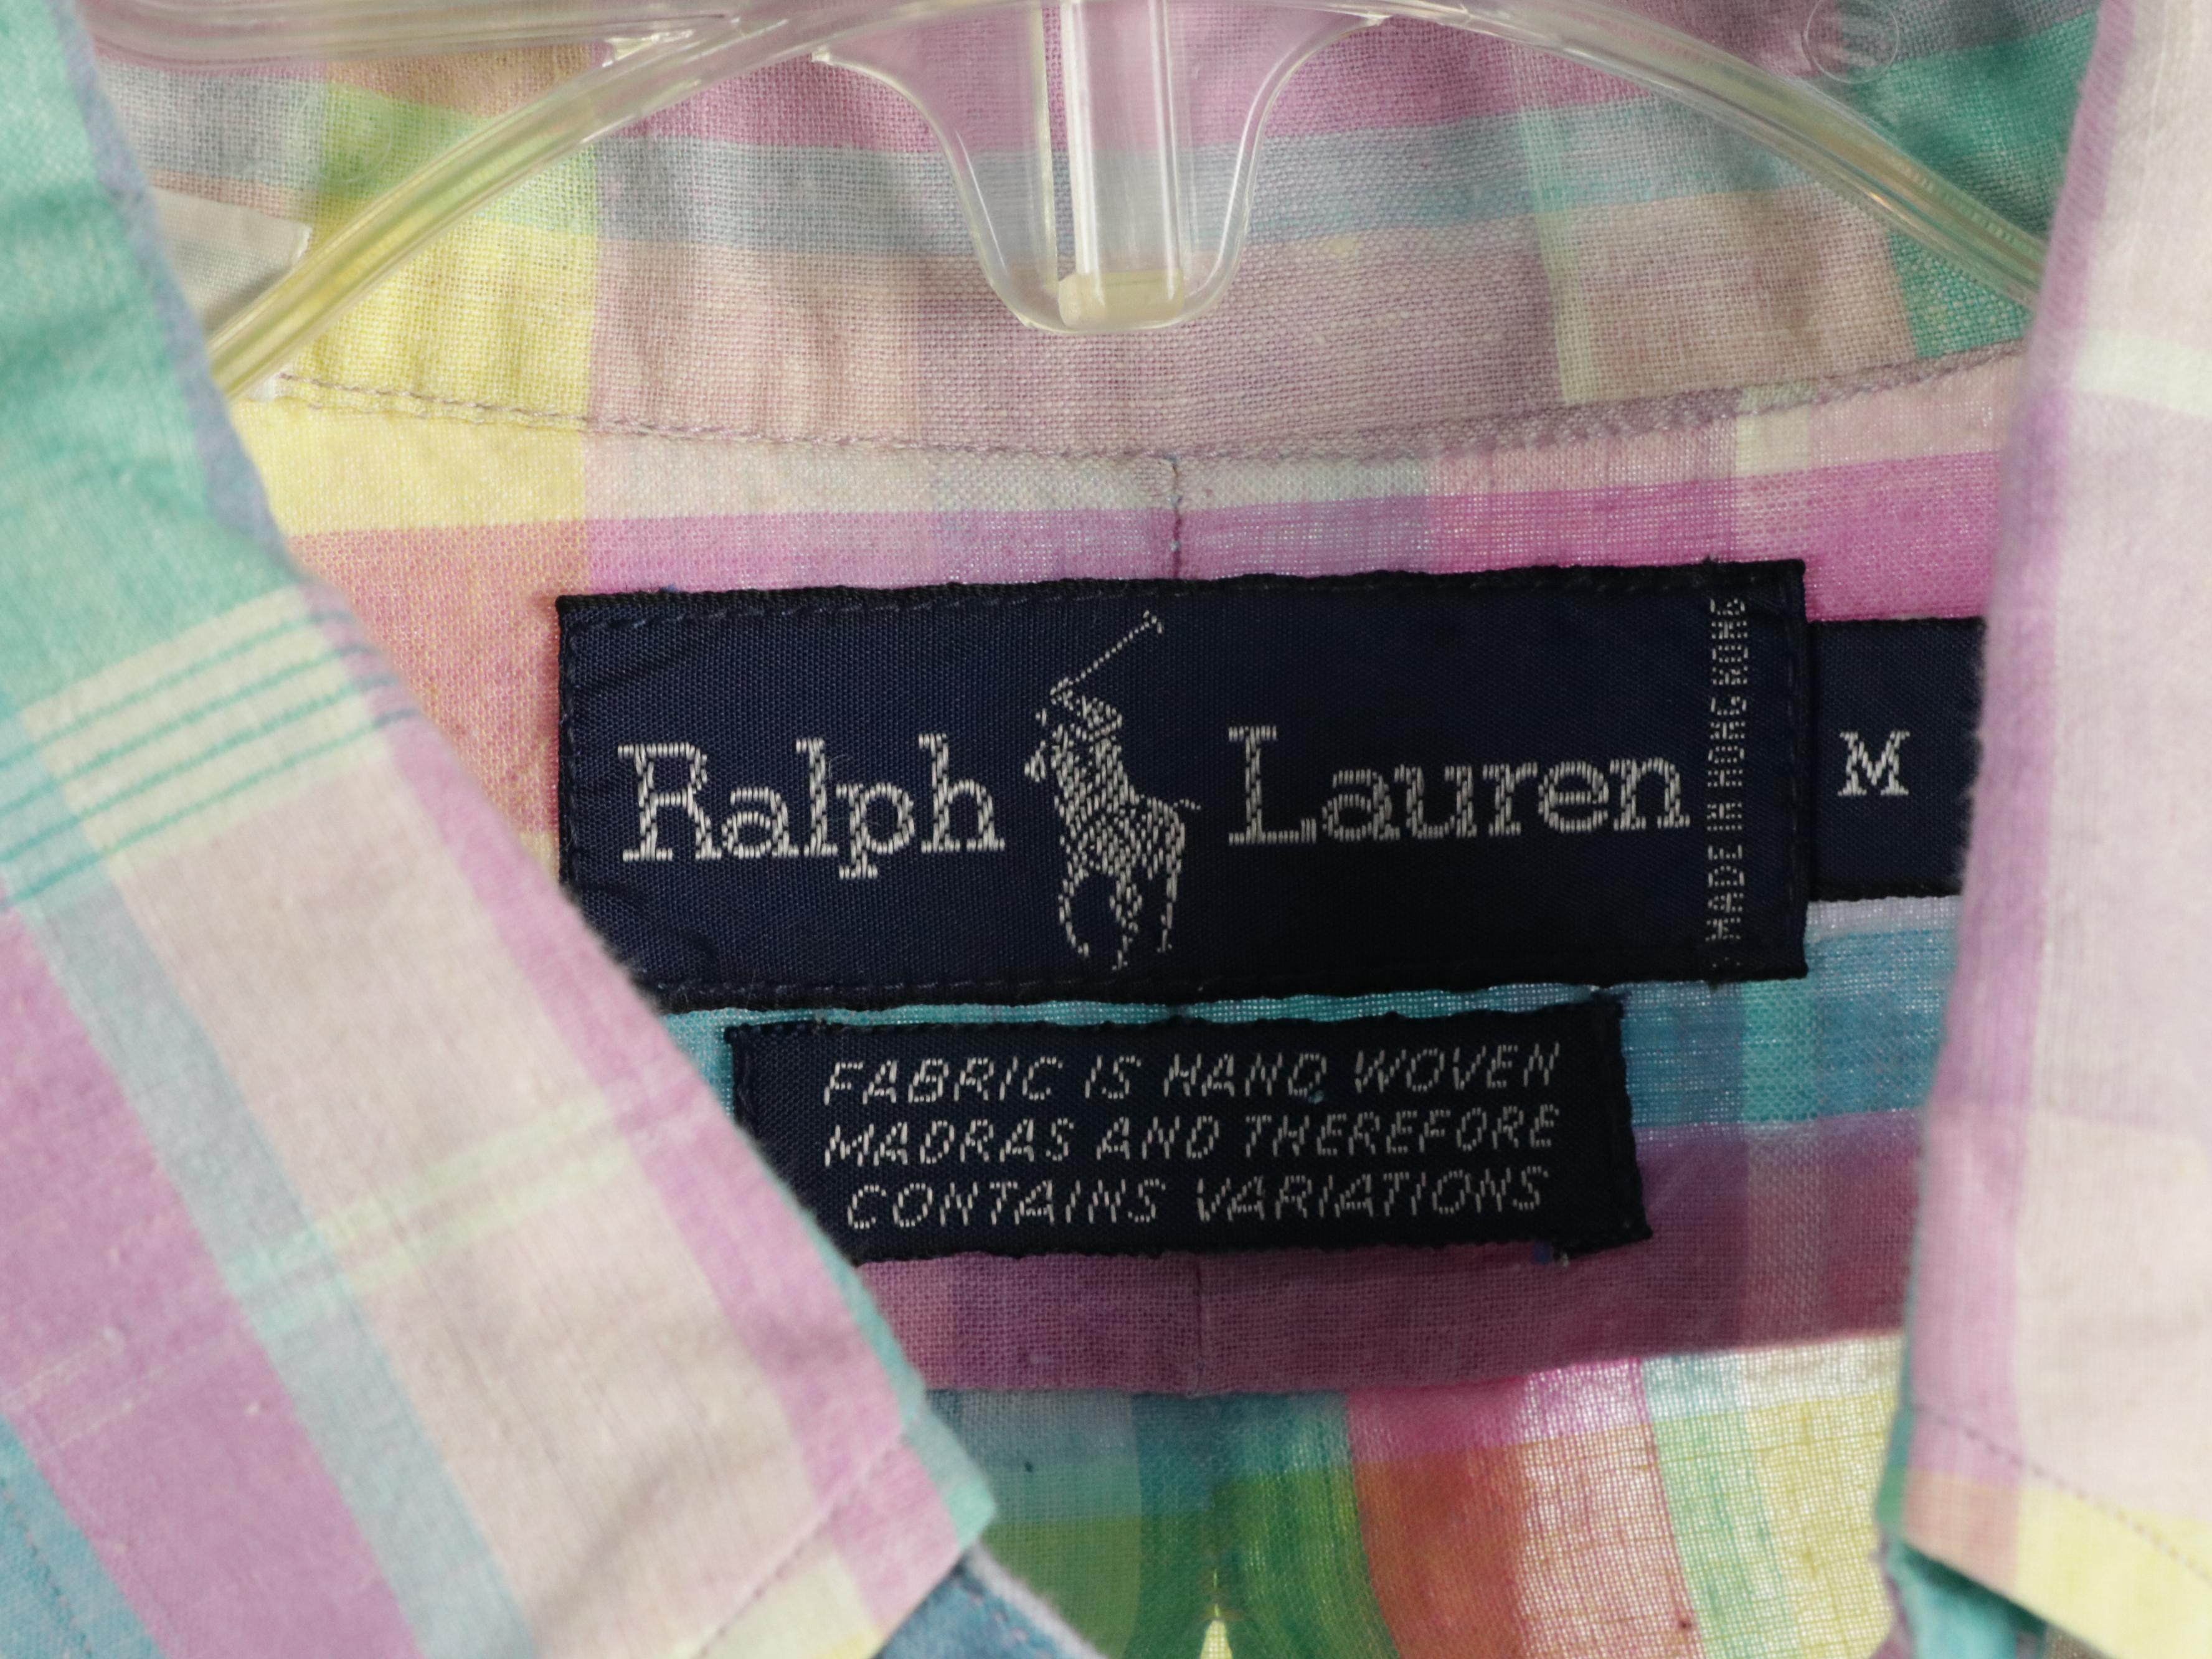 Ralph Lauren
MADE IN HONG KONG
M
FABRIC IS HAND WOVEN
MADRAS AND THEREFORE
CONTAINS VARIATIONS